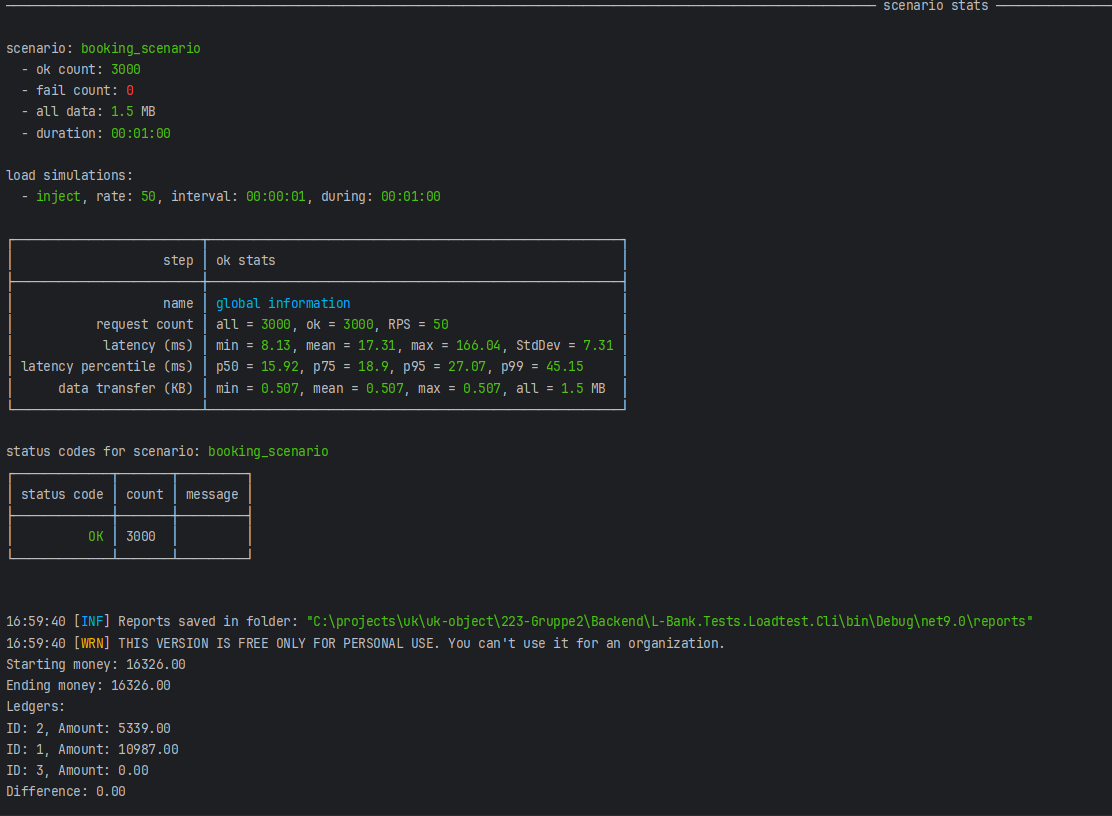 scenario stats
scenario: booking_scenario
- ok count: 3000
- fail count: 0
- all data: 1.5 MB
- duration: 00:01:00
load simulations:
- inject, rate: 50, interval: 00:00:01, during: 00:01:00
step | ok stats
name | global information
request count | all = 3000, ok = 3000, RPS = 50
latency (ms) | min = 8.13, mean = 17.31, max = 166.04, StdDev = 7.31
latency percentile (ms) | p50 = 15.92, p75 = 18.9, p95 = 27.07, p99 = 45.15
data transfer (KB) | min = 0.507, mean = 0.507, max = 0.507, all = 1.5 MB
status codes for scenario: booking_scenario
status code | count | message
OK | 3000 |
16:59:40 [INF] Reports saved in folder: "C:\projects\uk\uk-object\223-Gruppe2\Backend\L-Bank.Tests.Loadtest.Cli\bin\Debug\net9.0\reports"
16:59:40 [WRN] THIS VERSION IS FREE ONLY FOR PERSONAL USE. You can't use it for an organization.
Starting money: 16326.00
Ending money: 16326.00
Ledgers:
ID: 2, Amount: 5339.00
ID: 1, Amount: 10987.00
ID: 3, Amount: 0.00
Difference: 0.00